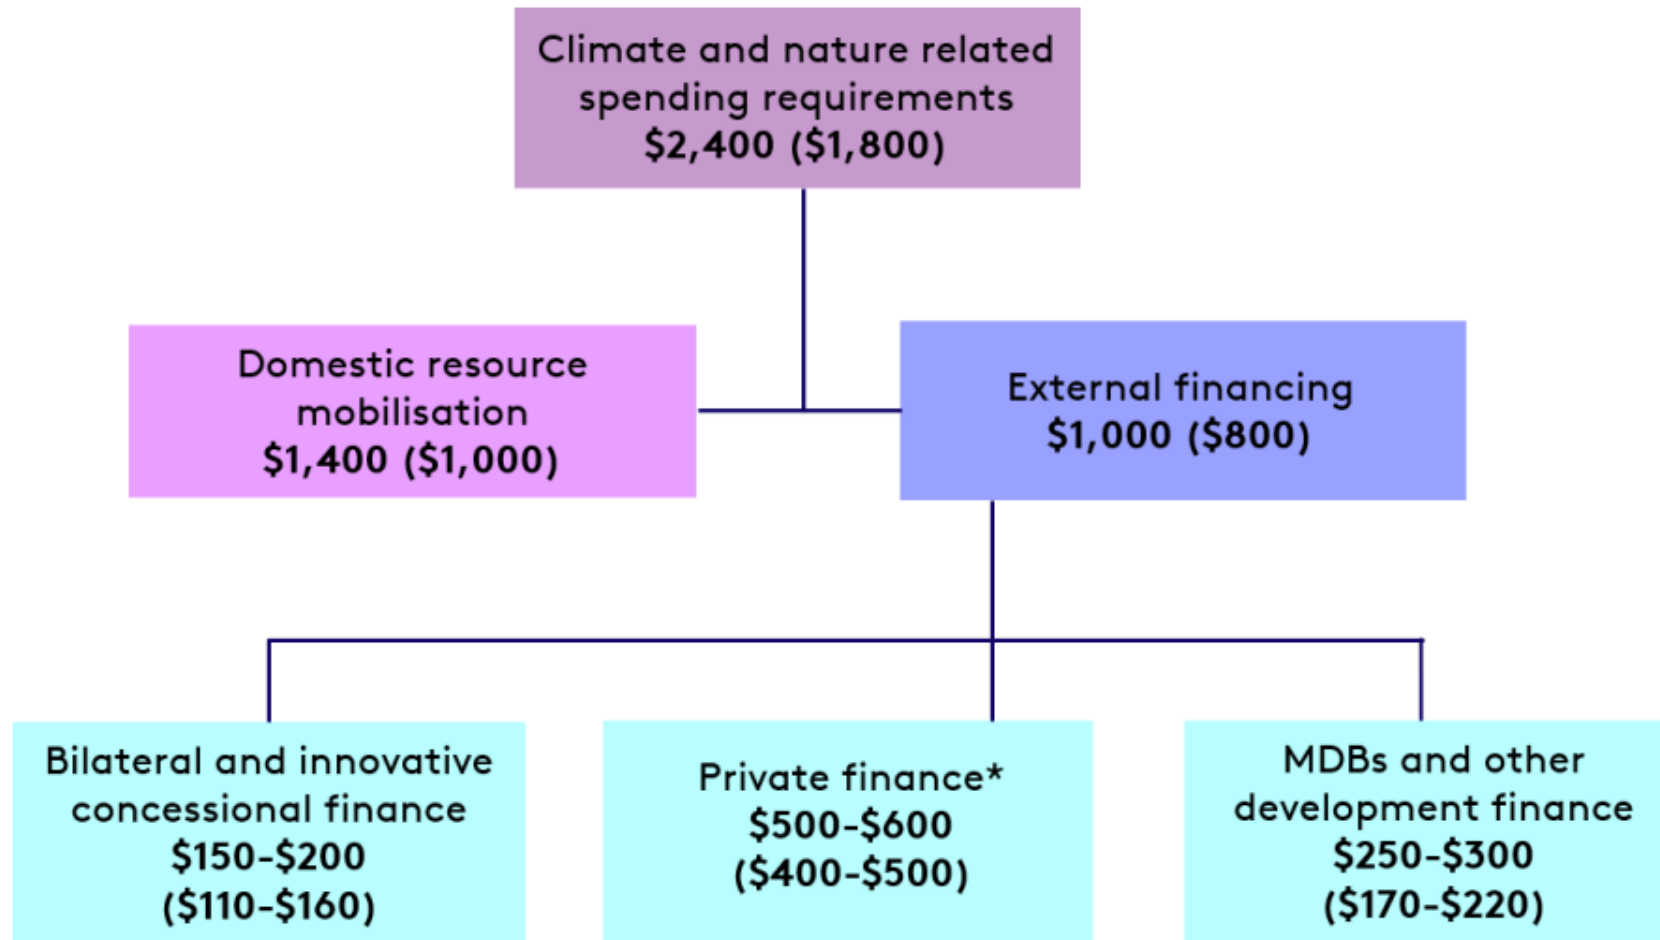 Climate and nature related
spending requirements
$2,400 ($1,800)
Domestic resource
mobilisation
$1,400 ($1,000)
External financing
$1,000 ($800)
Bilateral and innovative
concessional finance
$150-$200
($110-$160)
Private finance*
$500-$600
($400-$500)
MDBs and other
development finance
$250-$300
($170-$220)